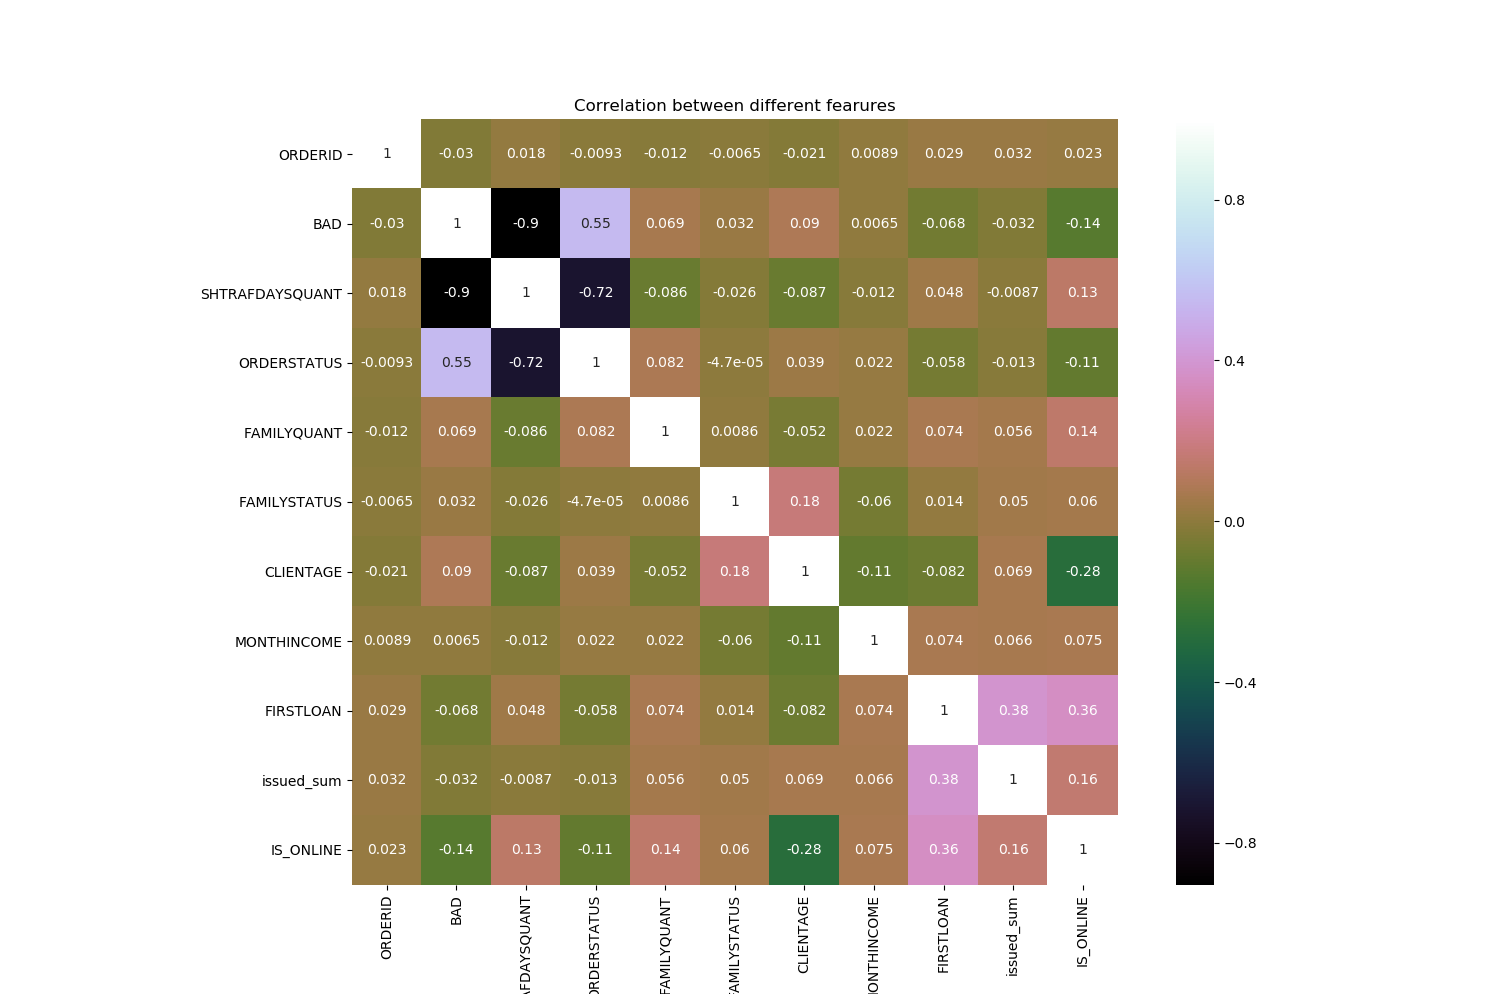 Correlation between different fearures
ORDERID 1 -0.03 0.018 -0.0093 -0.012 -0.0065 -0.021 0.0089 0.029 0.032 0.023
BAD -0.03 1 -0.9 0.55 0.069 0.032 0.09 0.0065 -0.068 -0.032 -0.14
SHTRAFDAYSQUANT 0.018 -0.9 1 -0.72 -0.086 -0.026 -0.087 -0.012 0.048 -0.0087 0.13
ORDERSTATUS -0.0093 0.55 -0.72 1 0.082 -4.7e-05 0.039 0.022 -0.058 -0.013 -0.11
FAMILYQUANT -0.012 0.069 -0.086 0.082 1 0.0086 -0.052 0.022 0.074 0.056 0.14
FAMILYSTATUS -0.0065 0.032 -0.026 -4.7e-05 0.0086 1 0.18 -0.06 0.014 0.05 0.06
CLIENTAGE -0.021 0.09 -0.087 0.039 -0.052 0.18 1 -0.11 -0.082 0.069 -0.28
MONTHINCOME 0.0089 0.0065 -0.012 0.022 0.022 -0.06 -0.11 1 0.074 0.066 0.075
FIRSTLOAN 0.029 -0.068 0.048 -0.058 0.074 0.014 -0.082 0.074 1 0.38 0.36
issued_sum 0.032 -0.032 -0.0087 -0.013 0.056 0.05 0.069 0.066 0.38 1 0.16
IS_ONLINE 0.023 -0.14 0.13 -0.11 0.14 0.06 -0.28 0.075 0.36 0.16 1
ORDERID
BAD
AFDAYSQUANT
ORDERSTATUS
FAMILYQUANT
FAMILYSTATUS
CLIENTAGE
MONTHINCOME
FIRSTLOAN
issued_sum
IS_ONLINE
0.8
0.4
0.0
−0.4
−0.8